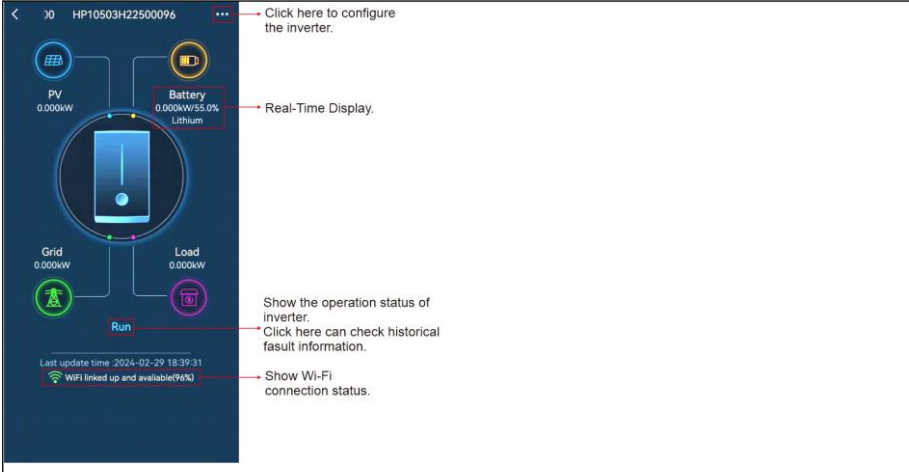 00 HP10503H22500096 •••
Click here to configure
the inverter.
PV
0.000kW
Battery
0.000kW/55.0%
Lithium
Real-Time Display.
Grid
0.000kW
Load
0.000kW
Run
Show the operation status of
inverter.
Click here can check historical
fasult information.
Last update time :2024-02-29 18:39:31
WiFi linked up and avaliable(96%)
Show Wi-Fi
connection status.